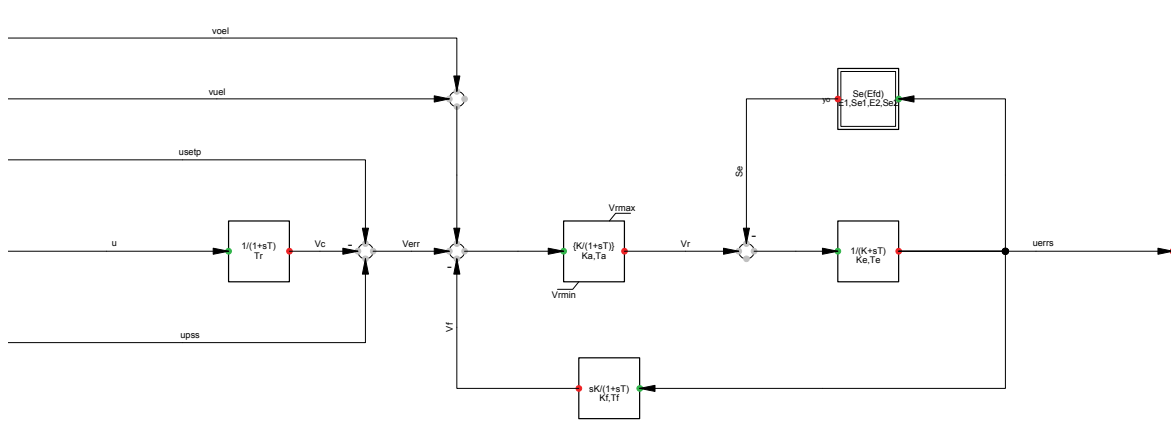 voel
vuel
Se(Efd)
E1,Se1,E2,Se2
yo
usetp
Se
Vrmax
u
1/(1+sT)
Tr
Vc
-
Verr
-
{K/(1+sT)}
Ka,Ta
Vr
-
1/(K+sT)
Ke,Te
uerrs
Vrmin
upss
Vf
sK/(1+sT)
Kf,Tf